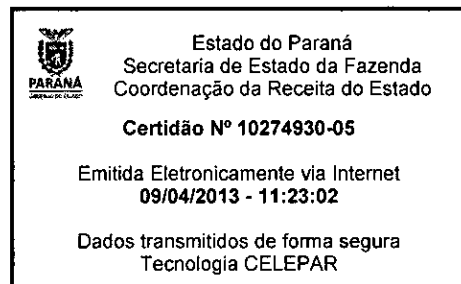 Estado do Paraná
Secretaria de Estado da Fazenda
PARANÁ
Coordenação da Receita do Estado
Certidão Nº 10274930-05
Emitida Eletronicamente via Internet
09/04/2013 - 11:23:02
Dados transmitidos de forma segura
Tecnologia CELEPAR